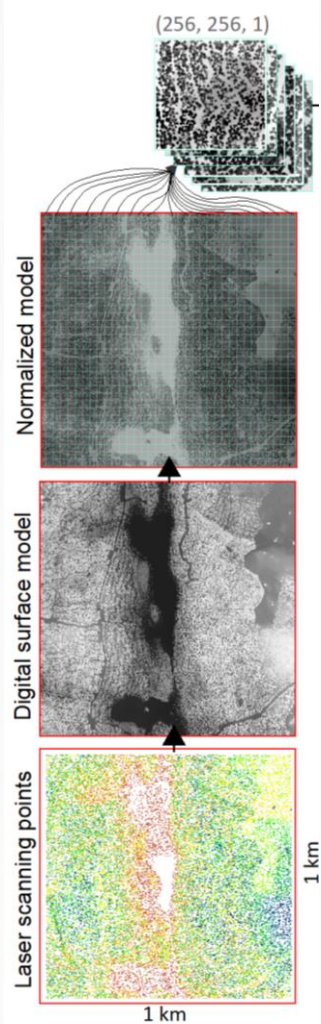 (256, 256, 1)
Normalized model
Digital surface model
Laser scanning points
1 km
1 km